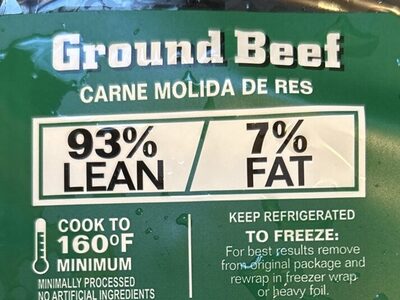 Ground Beef
CARNE MOLIDA DE RES
93% LEAN / 7% FAT
COOK TO
160ºF
MINIMUM
MINIMALLY PROCESSED
NO ARTIFICIAL INGREDIENTS
KEEP REFRIGERATED
TO FREEZE:
For best results remove
from original package and
rewrap in freezer wrap
or heavy foil.